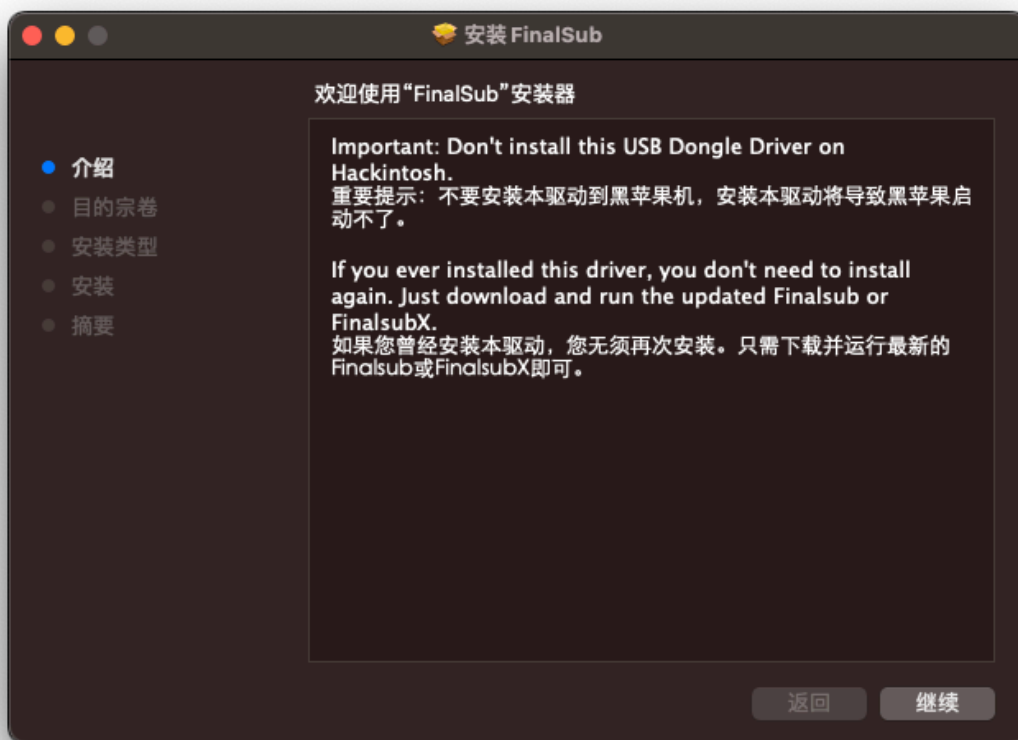 安装 FinalSub
欢迎使用“FinalSub”安装器
介绍
目的宗卷
安装类型
安装
摘要
Important: Don't install this USB Dongle Driver on
Hackintosh.
重要提示：不要安装本驱动到黑苹果机，安装本驱动将导致黑苹果启
动不了。
If you ever installed this driver, you don't need to install
again. Just download and run the updated Finalsub or
FinalsubX.
如果您曾经安装本驱动，您无须再次安装。只需下载并运行最新的
Finalsub或FinalsubX即可。
返回
继续